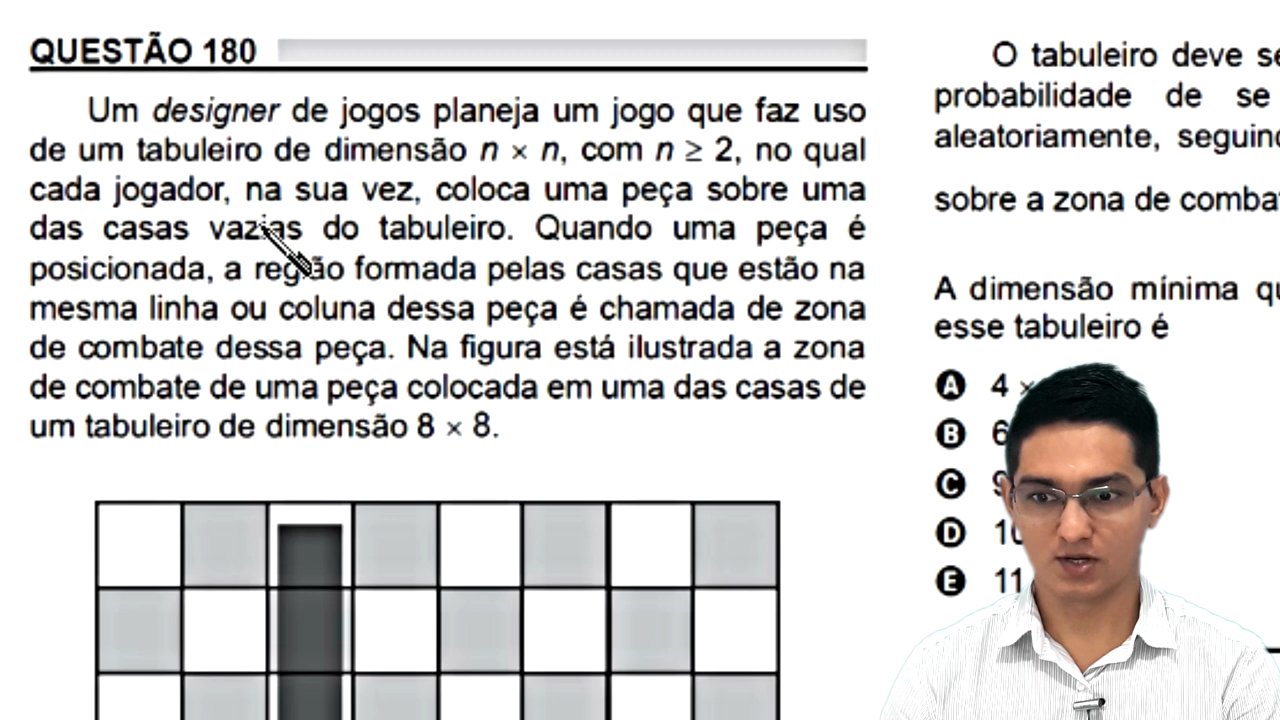 QUESTÃO 180
Um designer de jogos planeja um jogo que faz uso
de um tabuleiro de dimensão n × n, com n ≥ 2, no qual
cada jogador, na sua vez, coloca uma peça sobre uma
das casas vazias do tabuleiro. Quando uma peça é
posicionada, a região formada pelas casas que estão na
mesma linha ou coluna dessa peça é chamada de zona
de combate dessa peça. Na figura está ilustrada a zona
de combate de uma peça colocada em uma das casas de
um tabuleiro de dimensão 8 × 8.
O tabuleiro deve
probabilidade de se
aleatoriamente,
sobre a zona de
A dimensão mínima
esse tabuleiro é
A 4 ×
B 6
C
D
E 11